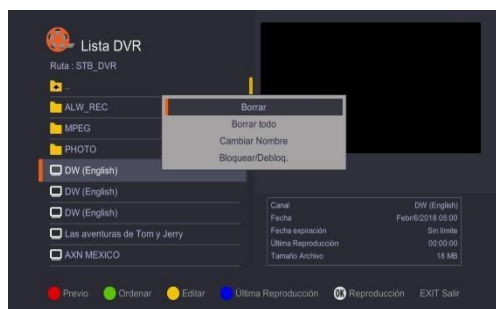 Lista DVR
Ruta : STB_DVR
..
ALW_REC
MPEG
PHOTO
DW (English)
DW (English)
DW (English)
Las aventuras de Tom y Jerry
AXN MEXICO
Borrar
Borrar todo
Cambiar Nombre
Bloquear/Debloq.
Canal DW (English)
Fecha Febr/6/2018 05:00
Fecha expiración Sin límite
Última Reproducción 00:00:00
Tamaño Archivo 18 MB
Previo Ordenar Editar Última Reproducción OK Reproducción EXIT Salir